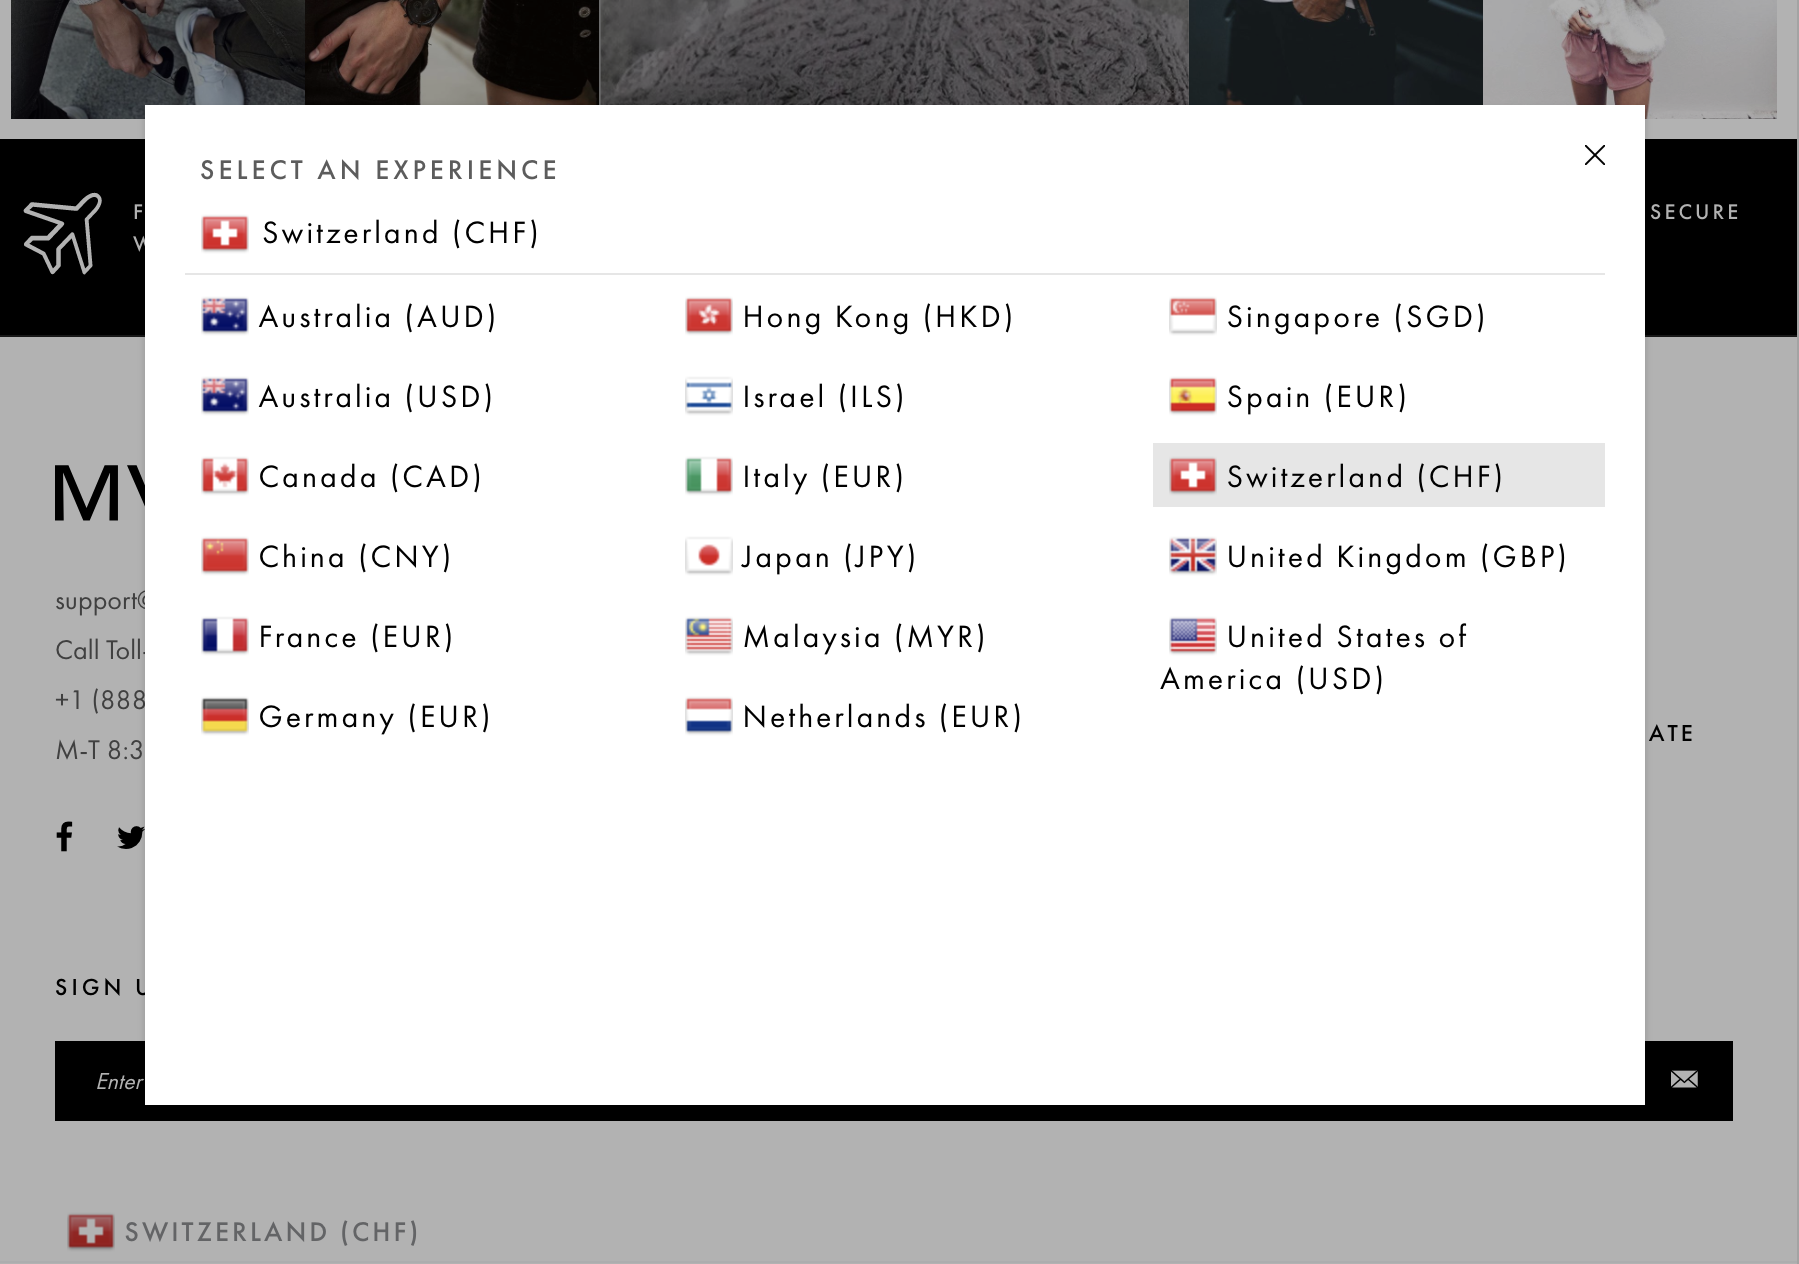 SELECT AN EXPERIENCE
Switzerland (CHF)
Australia (AUD)
Australia (USD)
Canada (CAD)
China (CNY)
France (EUR)
Germany (EUR)
Hong Kong (HKD)
Israel (ILS)
Italy (EUR)
Japan (JPY)
Malaysia (MYR)
Netherlands (EUR)
Singapore (SGD)
Spain (EUR)
Switzerland (CHF)
United Kingdom (GBP)
United States of
America (USD)
SECURE
MV
support@
Call Toll-
+1 (888
M-T 8:3
ATE
SIGN U
Enter
SWITZERLAND (CHF)